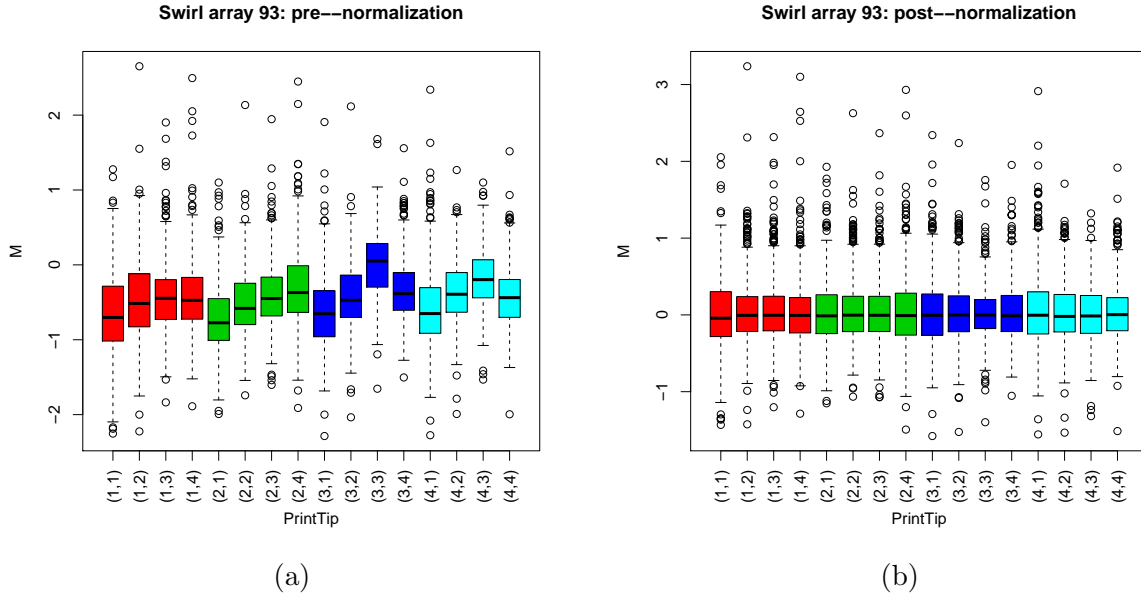 Swirl array 93: pre−−normalization
M
2
1
0
−1
−2
(1,1) (1,2) (1,3) (1,4) (2,1) (2,2) (2,3) (2,4) (3,1) (3,2) (3,3) (3,4) (4,1) (4,2) (4,3) (4,4)
PrintTip
(a)
Swirl array 93: post−−normalization
M
3
2
1
0
−1
(1,1) (1,2) (1,3) (1,4) (2,1) (2,2) (2,3) (2,4) (3,1) (3,2) (3,3) (3,4) (4,1) (4,2) (4,3) (4,4)
PrintTip
(b)